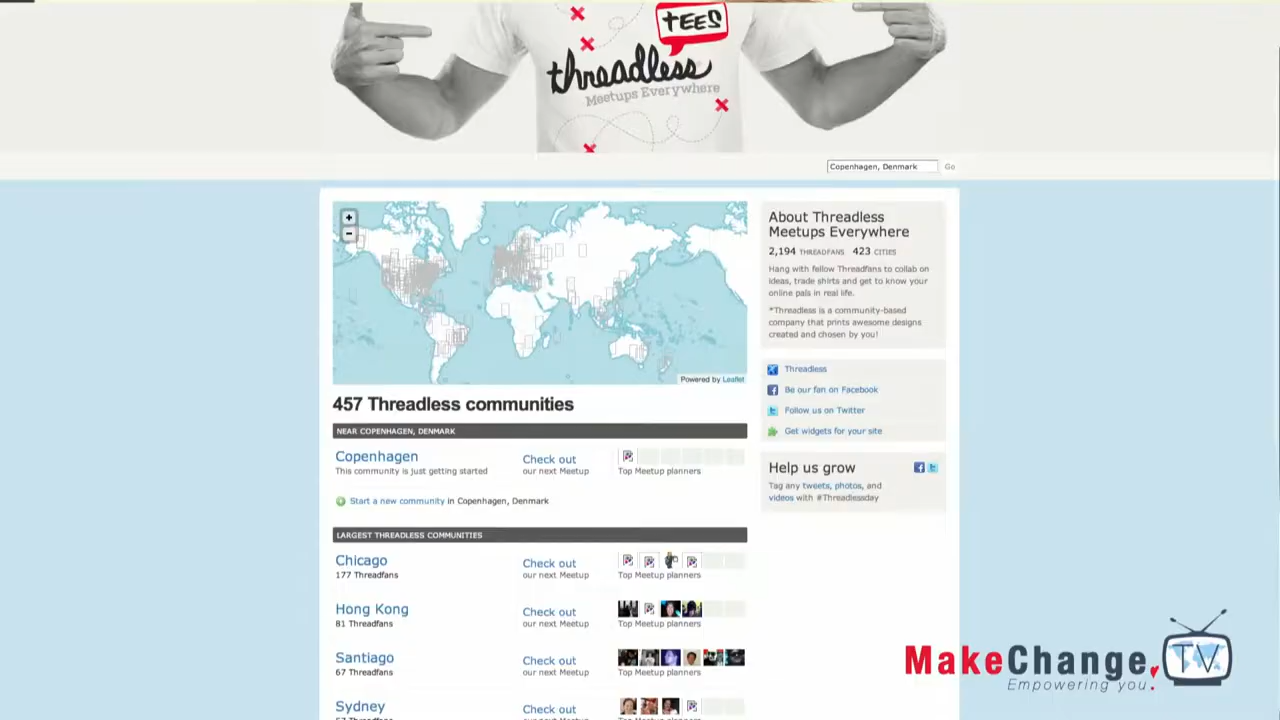 TEES
threadless
Meetups Everywhere
Copenhagen, Denmark Go
+
-
Powered by Leaflet
About Threadless
Meetups Everywhere
2,194 THREADFANS 423 CITIES
Hang with fellow Threadfans to collab on
ideas, trade shirts and get to know your
online pals in real life.
*Threadless is a community-based
company that prints awesome designs
created and chosen by you!
Threadless
Be our fan on Facebook
Follow us on Twitter
Get widgets for your site
Help us grow
Tag any tweets, photos, and
videos with #Threadlessday
457 Threadless communities
NEAR COPENHAGEN, DENMARK
Copenhagen
This community is just getting started
Check out
our next Meetup
Top Meetup planners
Start a new community in Copenhagen, Denmark
LARGEST THREADLESS COMMUNITIES
Chicago
177 Threadfans
Check out
our next Meetup
Top Meetup planners
Hong Kong
81 Threadfans
Check out
our next Meetup
Top Meetup planners
Santiago
67 Threadfans
Check out
our next Meetup
Top Meetup planners
Sydney
Check out
MakeChange.TV
Empowering you.